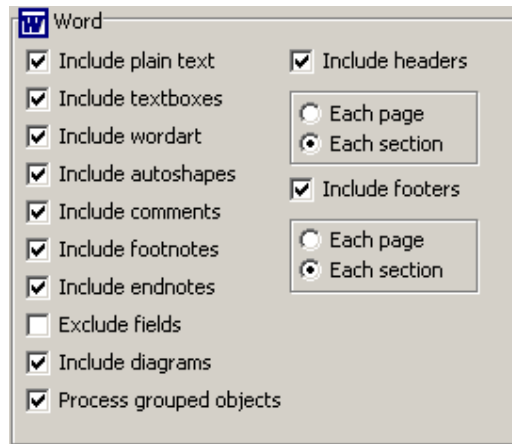 Word
Include plain text
Include textboxes
Include wordart
Include autoshapes
Include comments
Include footnotes
Include endnotes
Exclude fields
Include diagrams
Process grouped objects
Include headers
Each page
Each section
Include footers
Each page
Each section